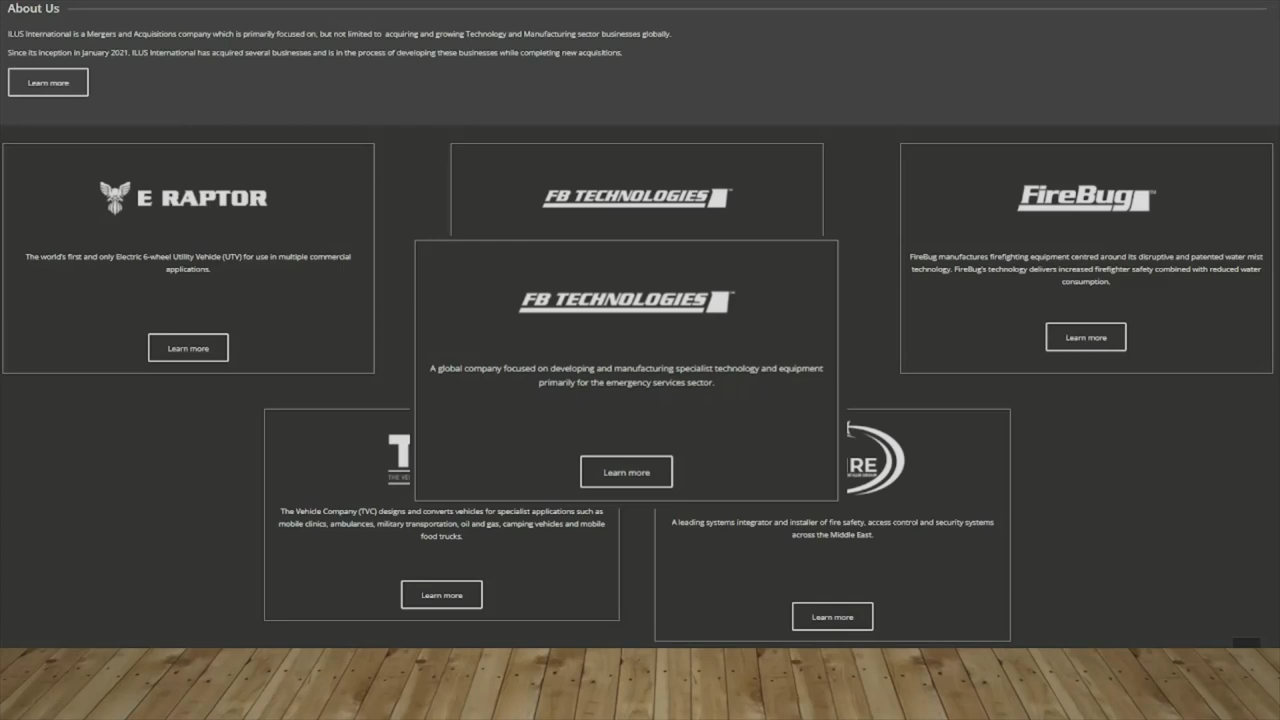 About Us
ILUS International is a Mergers and Acquisitions company which is primarily focused on, but not limited to acquiring and growing Technology and Manufacturing sector businesses globally.
Since its inception in January 2021, ILUS International has acquired several businesses and is in the process of developing these businesses while completing new acquisitions.
Learn more
E RAPTOR
The world's first and only Electric 6-wheel Utility Vehicle (UTV) for use in multiple commercial
applications.
Learn more
FB TECHNOLOGIES™
FireBug™
FireBug manufactures firefighting equipment centred around its disruptive and patented water mist
technology. FireBug's technology delivers increased firefighter safety combined with reduced water
consumption.
Learn more
FB TECHNOLOGIES™
A global company focused on developing and manufacturing specialist technology and equipment
primarily for the emergency services sector.
Learn more
T
THE VE
The Vehicle Company (TVC) designs and converts vehicles for specialist applications such as
mobile clinics, ambulances, military transportation, oil and gas, camping vehicles and mobile
food trucks.
Learn more
RE
A leading systems integrator and installer of fire safety, access control and security systems
across the Middle East.
Learn more